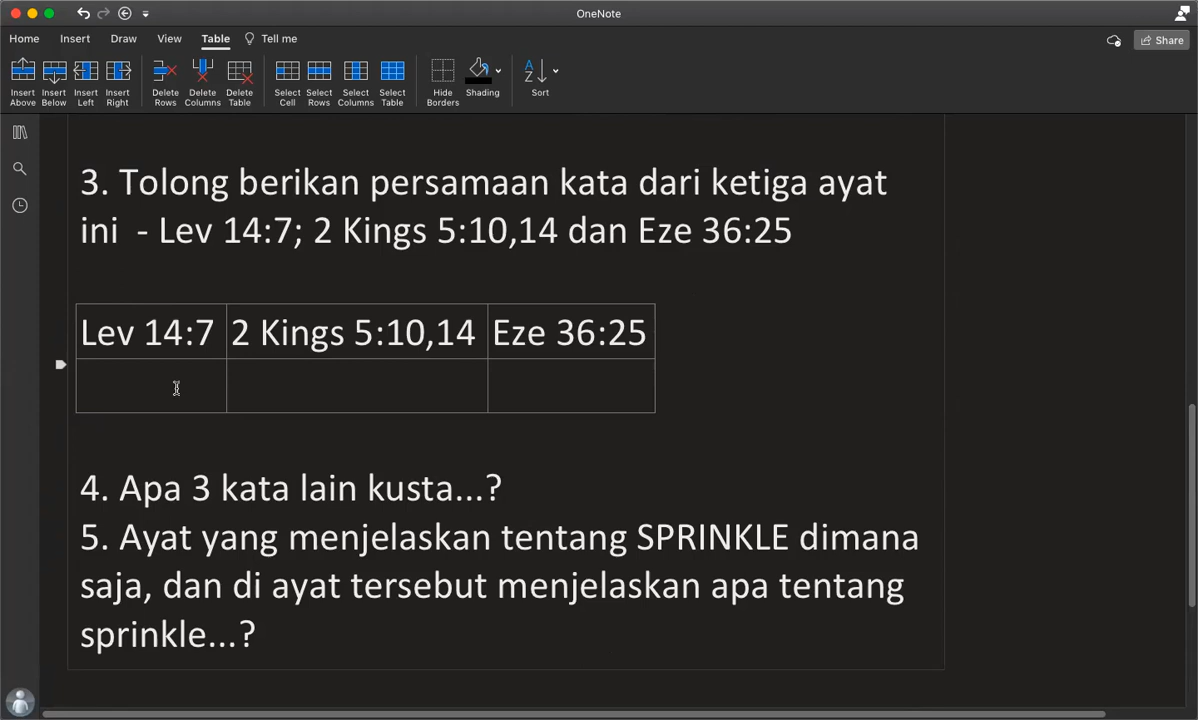 OneNote
Home Insert Draw View Table Tell me
Share
Insert Above
Insert Below
Insert Left
Insert Right
Delete Rows
Delete Columns
Delete Table
Select Cell
Select Rows
Select Columns
Select Table
Hide Borders
Shading
A Z
Sort
3. Tolong berikan persamaan kata dari ketiga ayat
ini - Lev 14:7; 2 Kings 5:10,14 dan Eze 36:25
Lev 14:7 2 Kings 5:10,14 Eze 36:25
4. Apa 3 kata lain kusta...?
5. Ayat yang menjelaskan tentang SPRINKLE dimana
saja, dan di ayat tersebut menjelaskan apa tentang
sprinkle...?